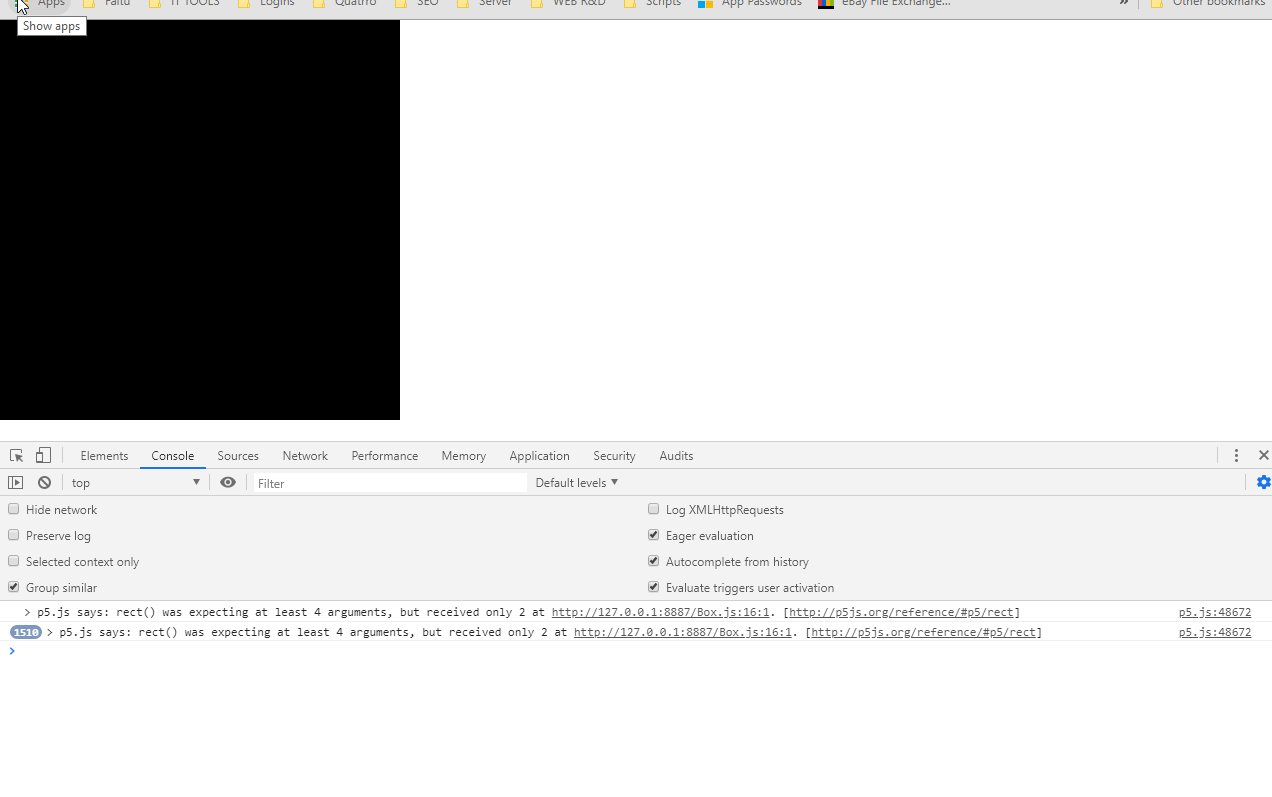 Apps Faltu IT TOOLS Logins Quatrro SEO Server WEB R&D Scripts App Passwords eBay File Exchange... » Other bookmarks
Show apps
Elements Console Sources Network Performance Memory Application Security Audits
top Filter Default levels
Hide network Log XMLHttpRequests
Preserve log Eager evaluation
Selected context only Autocomplete from history
Group similar Evaluate triggers user activation
> p5.js says: rect() was expecting at least 4 arguments, but received only 2 at http://127.0.0.1:8887/Box.js:16:1. [http://p5js.org/reference/#p5/rect] p5.js:48672
1510 > p5.js says: rect() was expecting at least 4 arguments, but received only 2 at http://127.0.0.1:8887/Box.js:16:1. [http://p5js.org/reference/#p5/rect] p5.js:48672
>